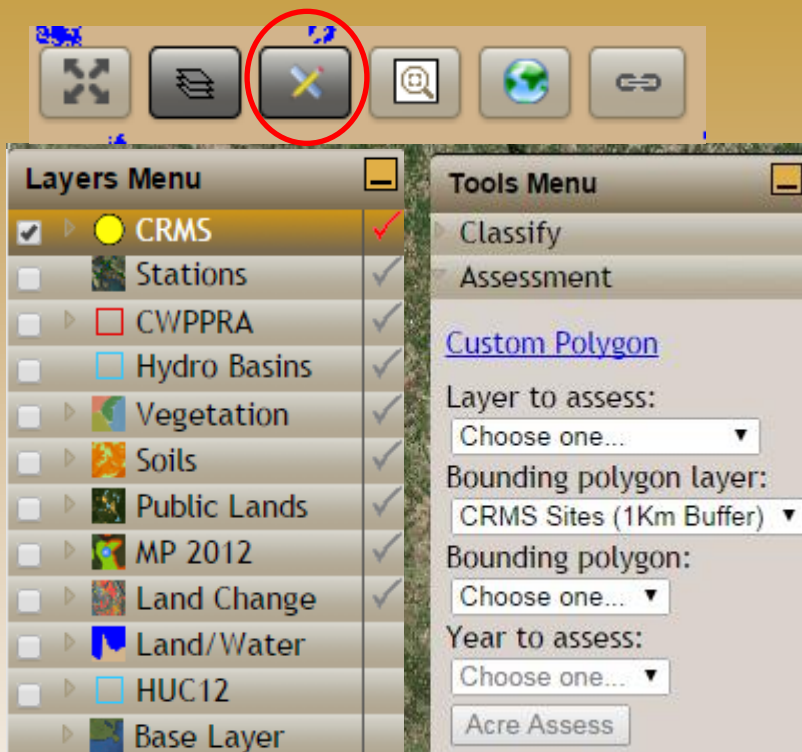 Layers Menu
CRMS
Stations
CWPPRA
Hydro Basins
Vegetation
Soils
Public Lands
MP 2012
Land Change
Land/Water
HUC12
Base Layer
Tools Menu
Classify
Assessment
Custom Polygon
Layer to assess:
Choose one...
Bounding polygon layer:
CRMS Sites (1Km Buffer)
Bounding polygon:
Choose one...
Year to assess:
Choose one...
Acre Assess